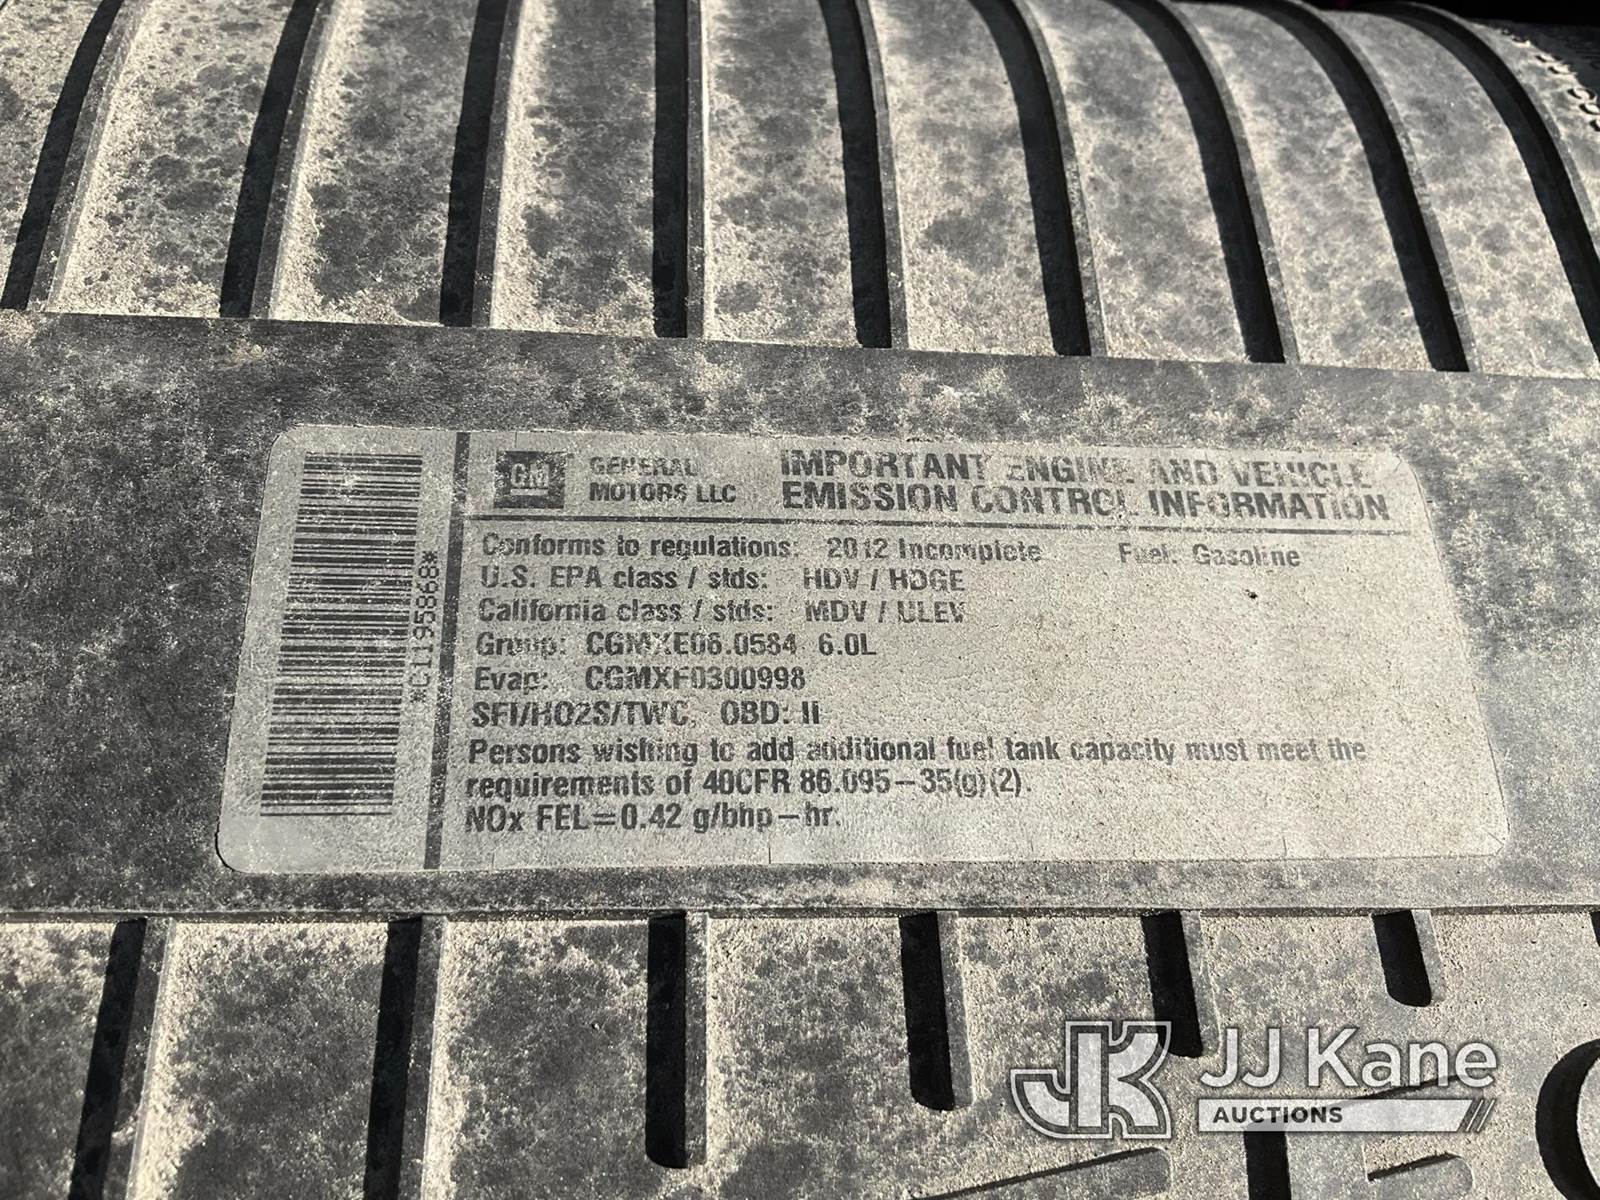 GM
GENERAL
MOTORS LLC
IMPORTANT ENGINE AND VEHICLE
EMISSION CONTROL INFORMATION
Conforms to regulations: 2012 Incomplete Fuel: Gasoline
U.S. EPA class / stds: HDV / HDGE
California class / stds: MDV / ULEV
Group: CGMXE06.0584 6.0L
Evap: CGMXF0300998
SFI/HO2S/TWC, OBD: II
Persons wishing to add additional fuel tank capacity must meet the
requirements of 40CFR 86.095-35(g)(2).
NOx FEL=0.42 g/bhp-hr.
*C1195868*
JK JJ Kane
AUCTIONS